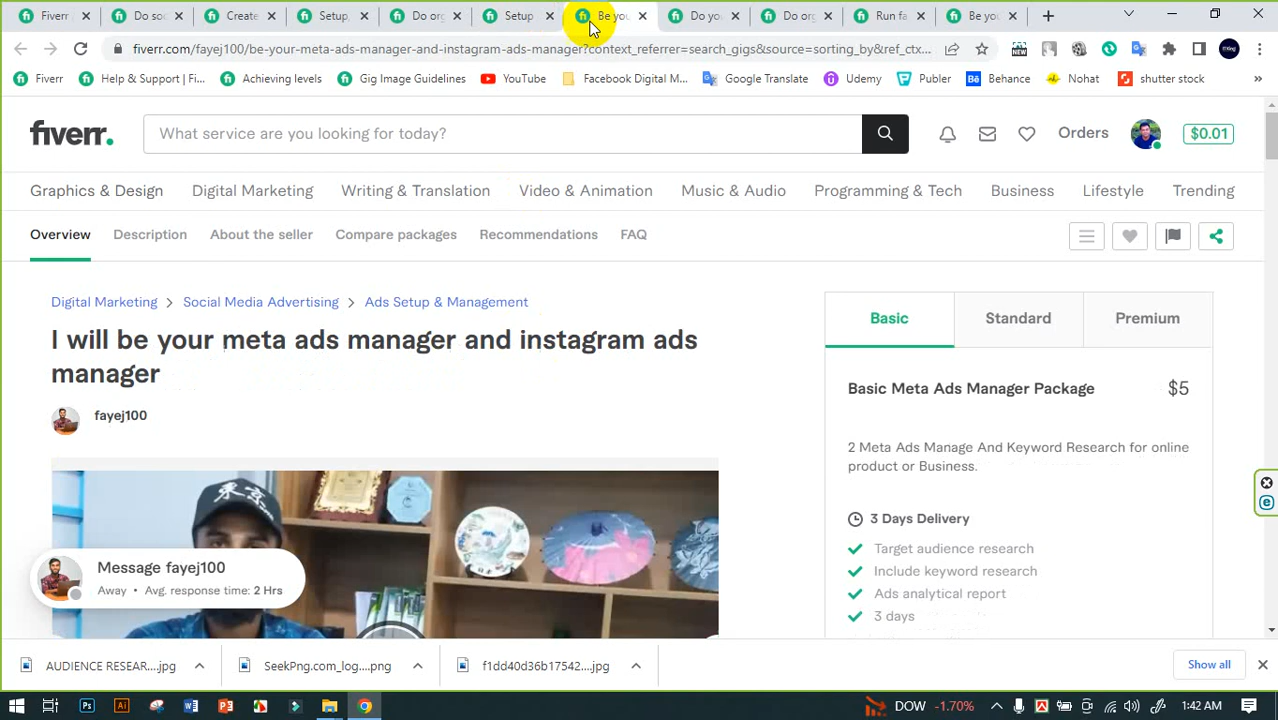 Fiverr
Do soc
Create
Setup,
Do org
Setup
Be you
Do you
Do org
Run fa
Be you
fiverr.com/fayej100/be-your-meta-ads-manager-and-instagram-ads-manager?context_referrer=search_gigs&source=sorting_by&ref_ctx...
Fiverr
Help & Support | Fi...
Achieving levels
Gig Image Guidelines
YouTube
Facebook Digital M...
Google Translate
Udemy
Publer
Behance
Nohat
shutter stock
»
fiverr.
What service are you looking for today?
Orders
$0.01
Graphics & Design
Digital Marketing
Writing & Translation
Video & Animation
Music & Audio
Programming & Tech
Business
Lifestyle
Trending
Overview
Description
About the seller
Compare packages
Recommendations
FAQ
Digital Marketing > Social Media Advertising > Ads Setup & Management
I will be your meta ads manager and instagram ads
manager
fayej100
Basic
Standard
Premium
Basic Meta Ads Manager Package
$5
2 Meta Ads Manage And Keyword Research for online
product or Business.
3 Days Delivery
Target audience research
Include keyword research
Ads analytical report
3 days
東京
Message fayej100
Away • Avg. response time: 2 Hrs
AUDIENCE RESEAR....jpg
SeekPng.com_log....png
f1dd40d36b17542....jpg
Show all
DOW -1.70%
1:42 AM